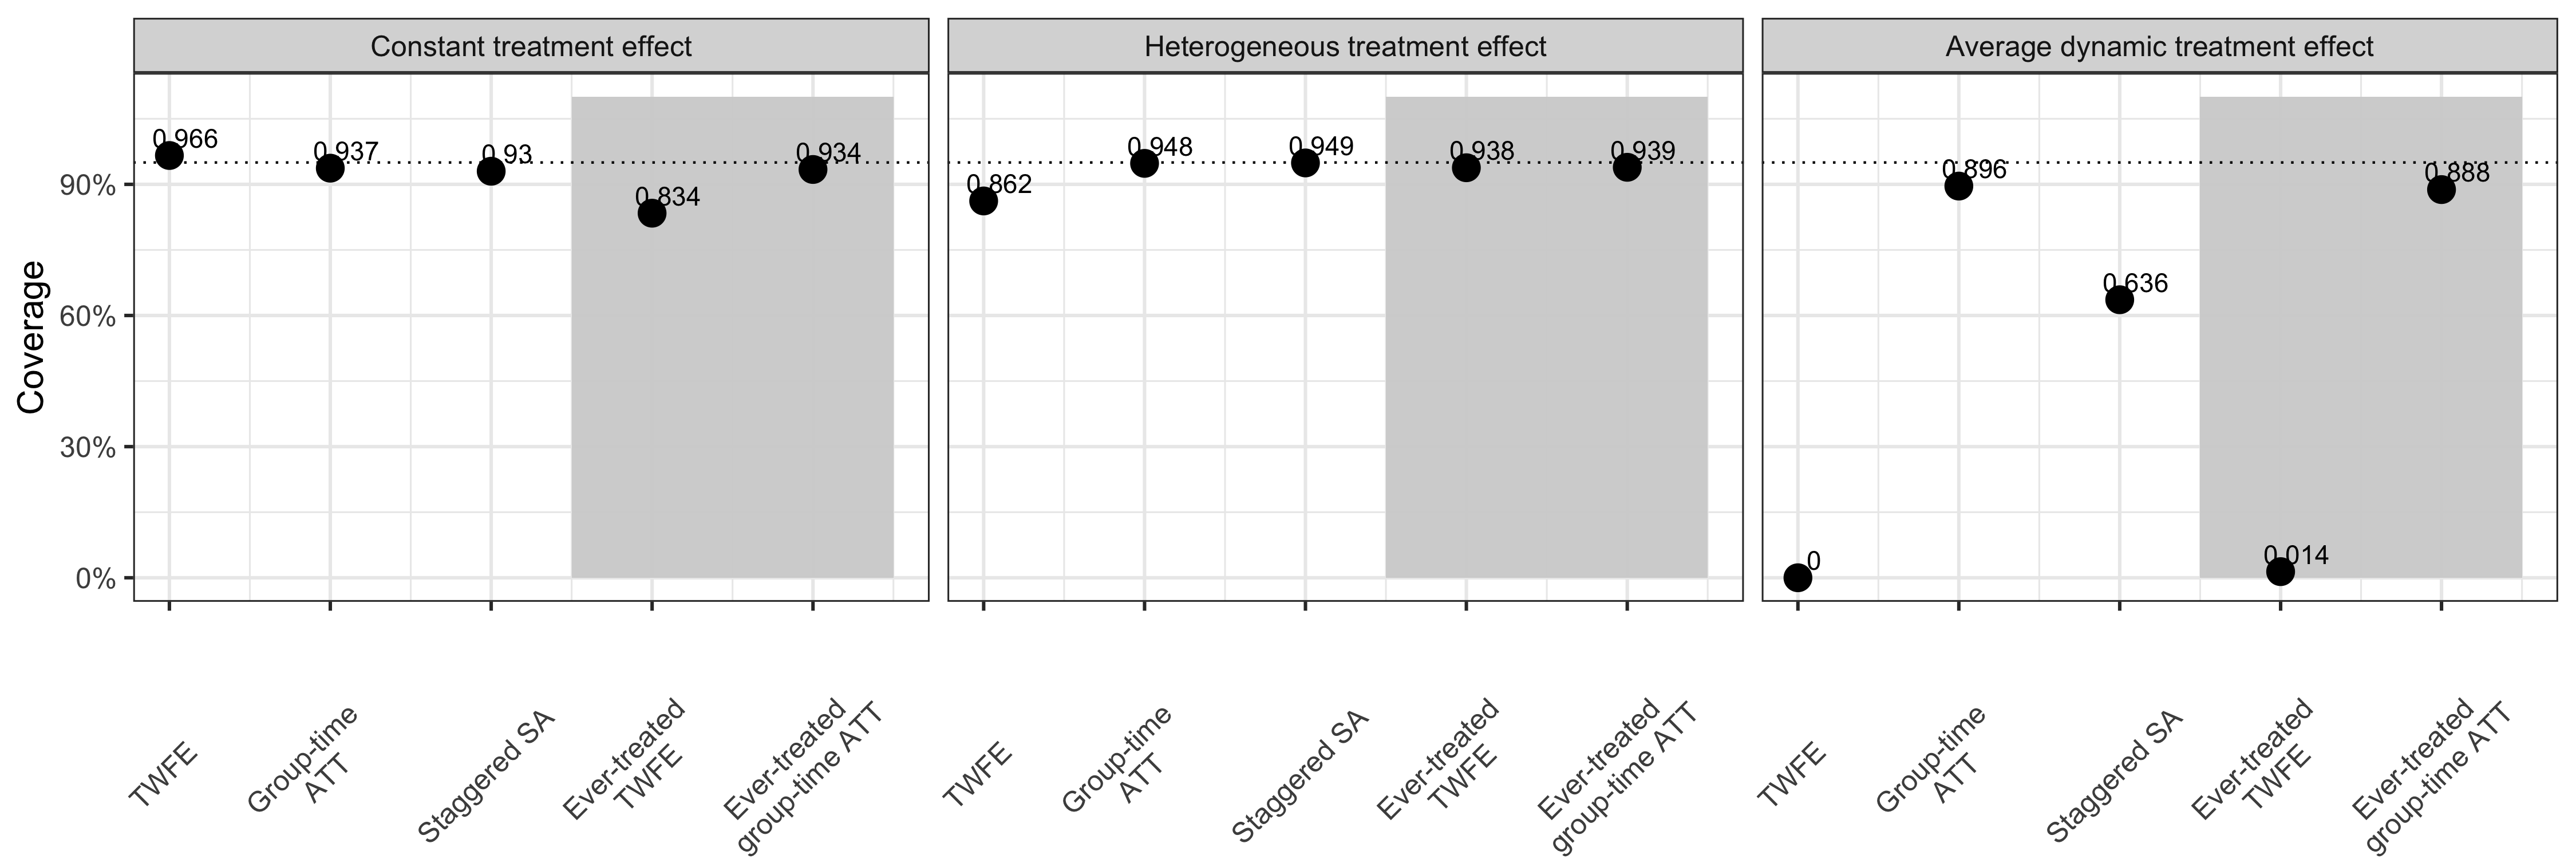 Constant treatment effect
Heterogeneous treatment effect
Average dynamic treatment effect
Coverage
90%
60%
30%
0%
0.966
0.937
0.93
0.834
0.934
0.862
0.948
0.949
0.938
0.939
0
0.896
0.636
0.014
0.888
TWFE
Group-time
ATT
Staggered SA
Ever-treated
TWFE
Ever-treated
group-time ATT
TWFE
Group-time
ATT
Staggered SA
Ever-treated
TWFE
Ever-treated
group-time ATT
TWFE
Group-time
ATT
Staggered SA
Ever-treated
TWFE
Ever-treated
group-time ATT